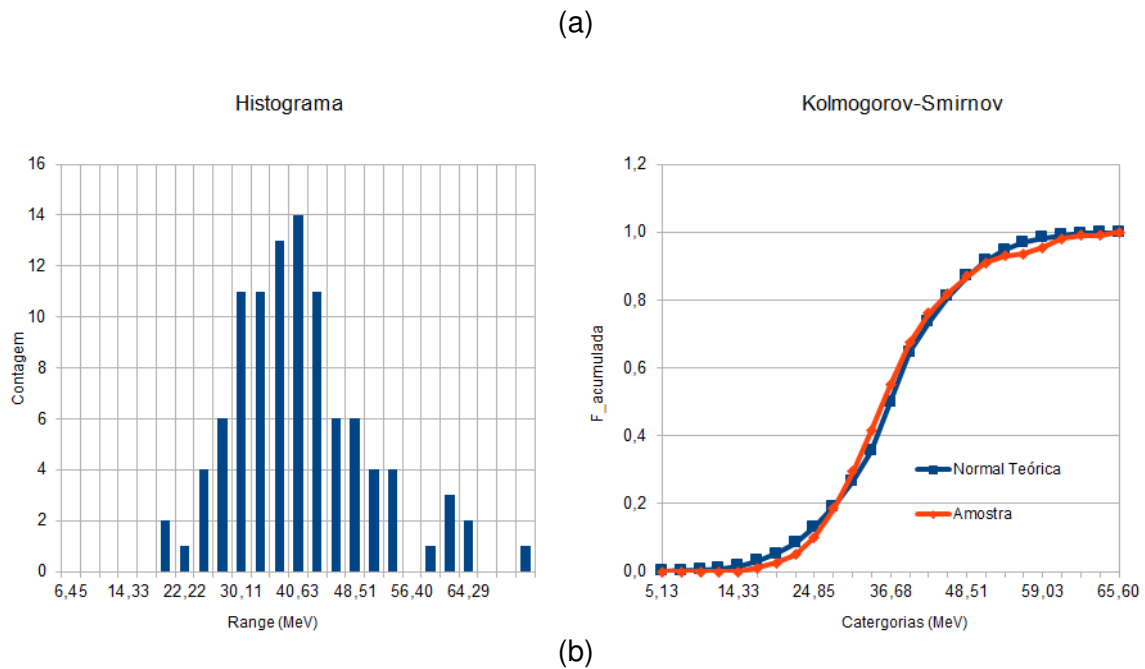 (a)
Histograma
16
14
12
10
8
6
4
2
0
Contagem
6,45 14,33 22,22 30,11 40,63 48,51 56,40 64,29
Range (MeV)
Kolmogorov-Smirnov
1,2
1,0
0,8
0,6
0,4
0,2
0,0
F_acumulada
Normal Teórica
Amostra
5,13 14,33 24,85 36,68 48,51 59,03 65,60
Catergorias (MeV)
(b)